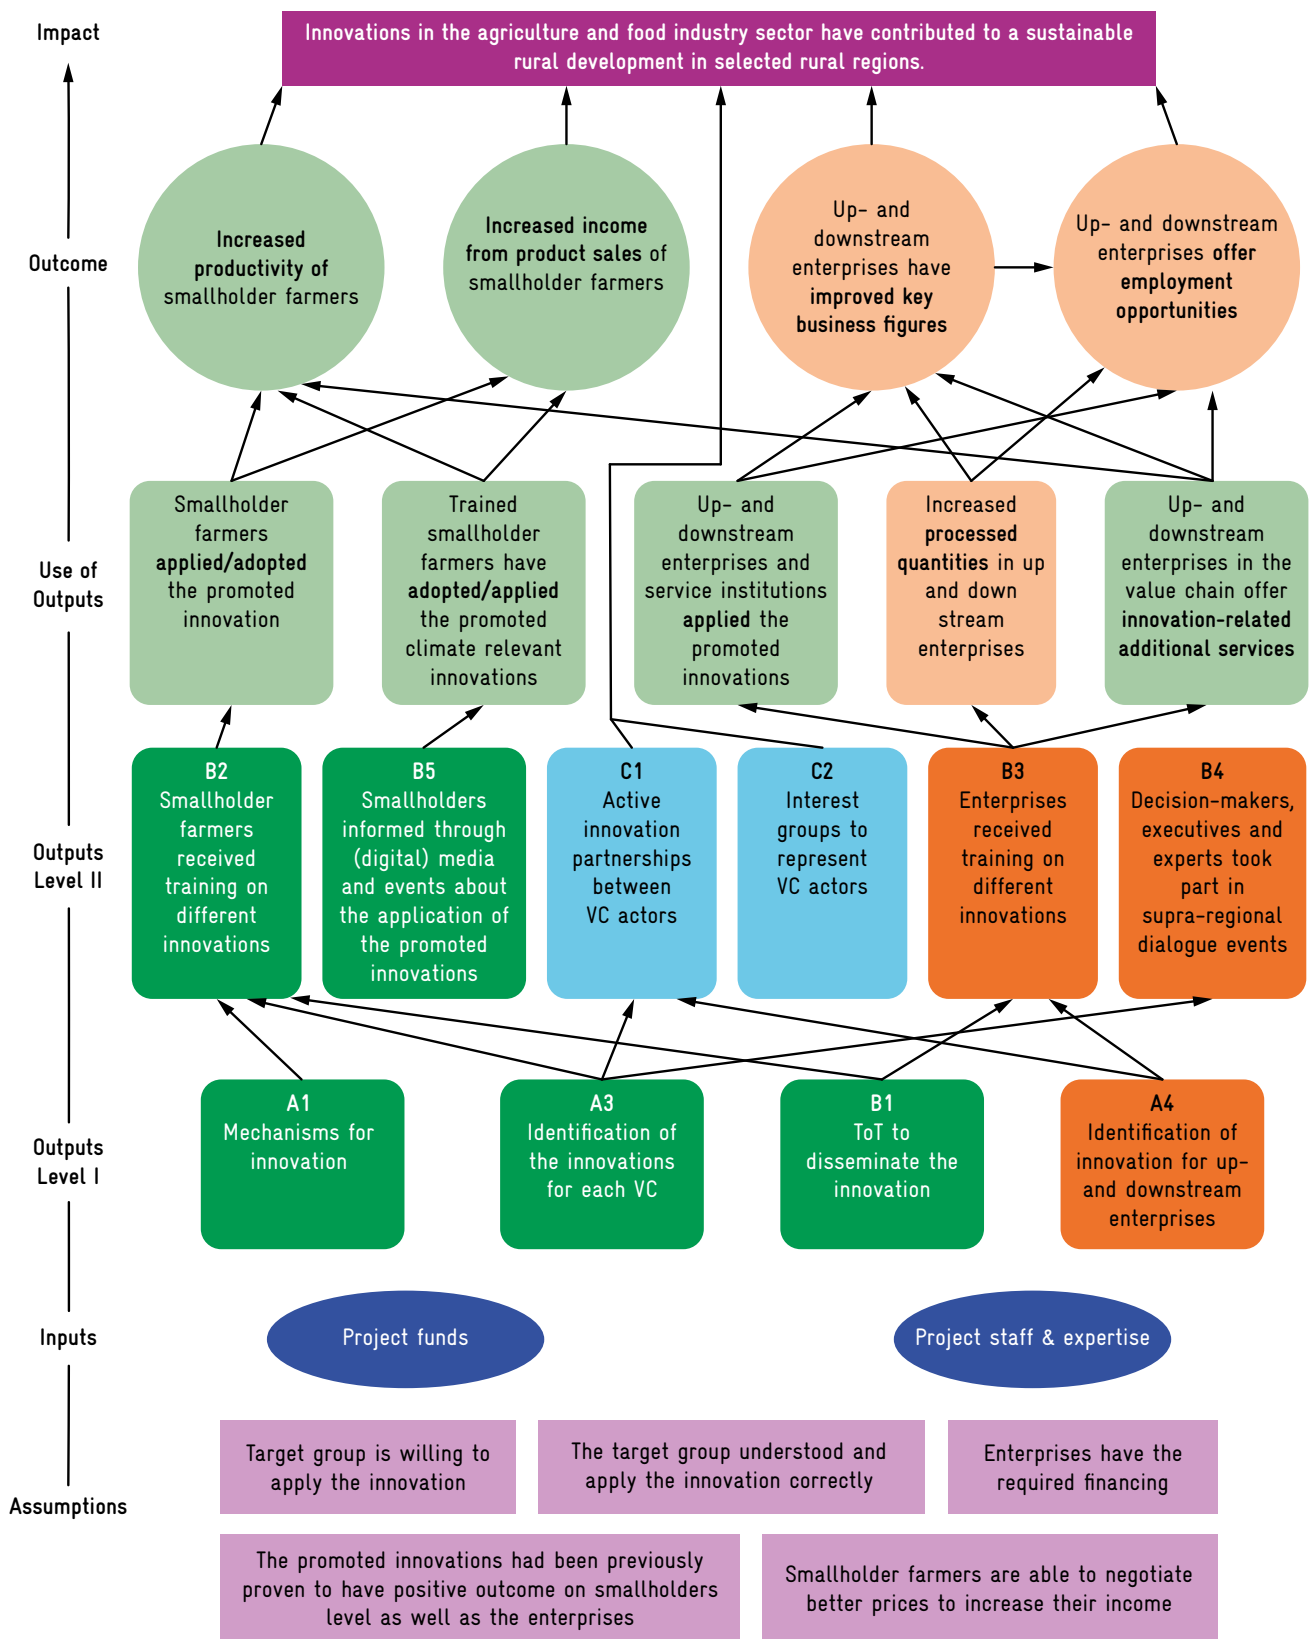 Impact
Innovations in the agriculture and food industry sector have contributed to a sustainable
rural development in selected rural regions.
Outcome
Increased
productivity of
smallholder farmers
Increased income
from product sales of
smallholder farmers
Up- and
downstream
enterprises have
improved key
business figures
Up- and downstream
enterprises offer
employment
opportunities
Use of
Outputs
Smallholder
farmers
applied/adopted
the promoted
innovation
Trained
smallholder
farmers have
adopted/applied
the promoted
climate relevant
innovations
Up- and
downstream
enterprises and
service institutions
applied the
promoted
innovations
Increased
processed
quantities in up
and down
stream
enterprises
Up- and
downstream
enterprises in the
value chain offer
innovation-related
additional services
Outputs
Level II
B2
Smallholder
farmers
received
training on
different
innovations
B5
Smallholders
informed through
(digital) media
and events about
the application of
the promoted
innovations
C1
Active
innovation
partnerships
between
VC actors
C2
Interest
groups to
represent
VC actors
B3
Enterprises
received
training on
different
innovations
B4
Decision-makers,
executives and
experts took
part in
supra-regional
dialogue events
Outputs
Level I
A1
Mechanisms for
innovation
A3
Identification of
the innovations
for each VC
B1
ToT to
disseminate the
innovation
A4
Identification of
innovation for up-
and downstream
enterprises
Inputs
Project funds
Project staff & expertise
Assumptions
Target group is willing to
apply the innovation
The target group understood and
apply the innovation correctly
Enterprises have the
required financing
The promoted innovations had been previously
proven to have positive outcome on smallholders
level as well as the enterprises
Smallholder farmers are able to negotiate
better prices to increase their income